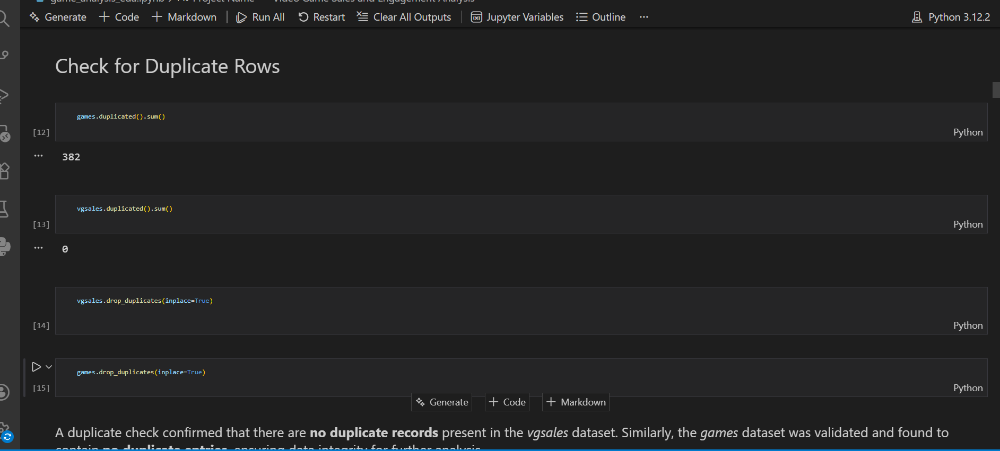 game_analysis_eda.ipynb > Project Name Video Game Sales and Engagement Analysis
Generate + Code + Markdown | Run All Restart Clear All Outputs | Jupyter Variables Outline ... Python 3.12.2
Check for Duplicate Rows
games.duplicated().sum()
[12] Python
... 382
vgsales.duplicated().sum()
[13] Python
... 0
vgsales.drop_duplicates(inplace=True)
[14] Python
games.drop_duplicates(inplace=True)
[15] Python
Generate + Code + Markdown
A duplicate check confirmed that there are no duplicate records present in the vgsales dataset. Similarly, the games dataset was validated and found to
contain no duplicate entries, ensuring data integrity for further analysis.